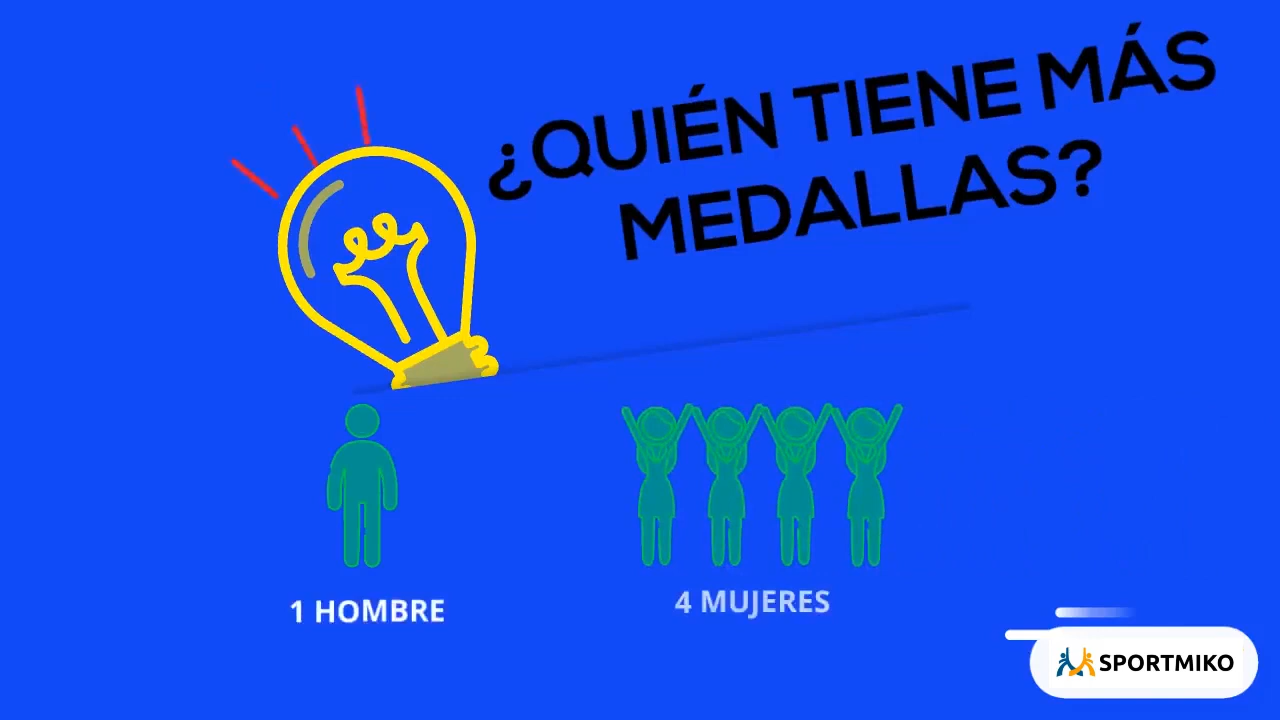 ¿QUIÉN TIENE MÁS
MEDALLAS?
1 HOMBRE
4 MUJERES
SPORTMIKO